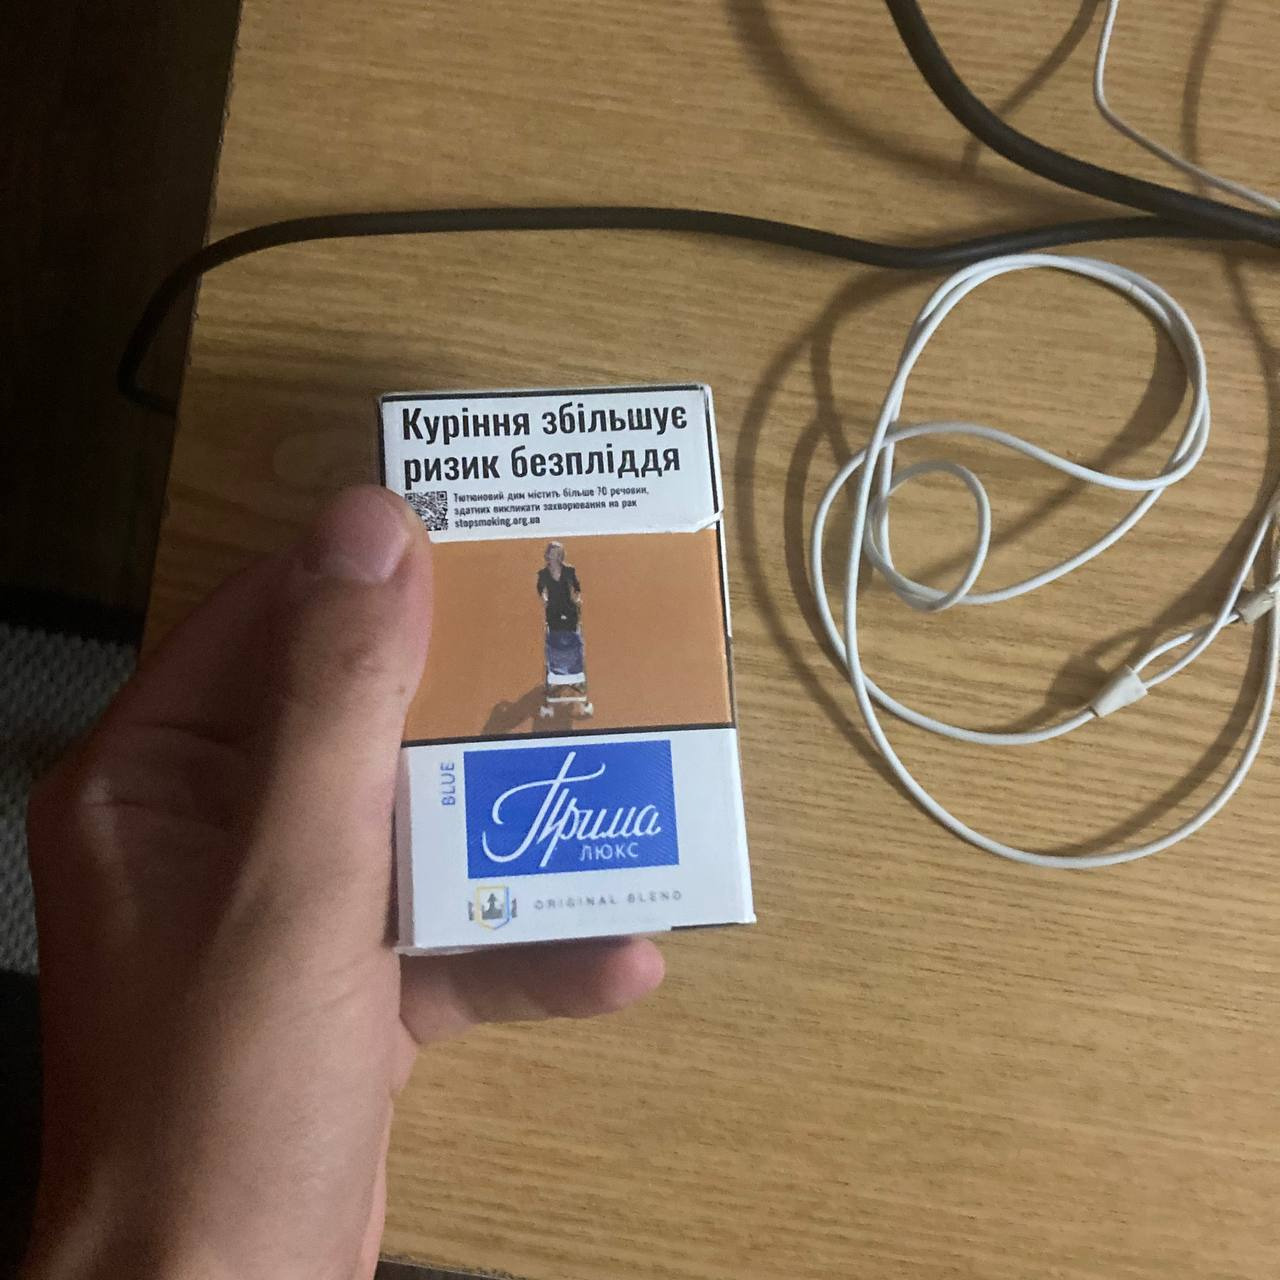 Куріння збільшує
ризик безпліддя
Тютюновий дим містить більше 70 речовин,
здатних викликати захворювання на рак
stopsmoking.org.ua
BLUE
Прима
ЛЮКС
ORIGINAL BLEND